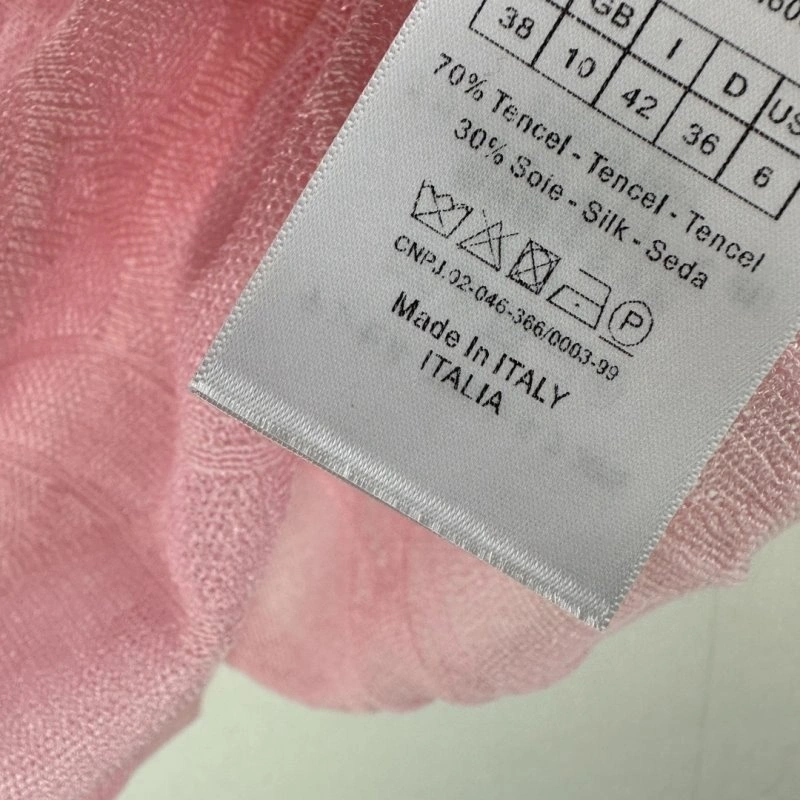 GB I D US
38 10 42 36 6
70% Tencel - Tencel - Tencel
30% Soie - Silk - Seda
P
CNPJ.02-046-366/0003-99
Made In ITALY
ITALIA